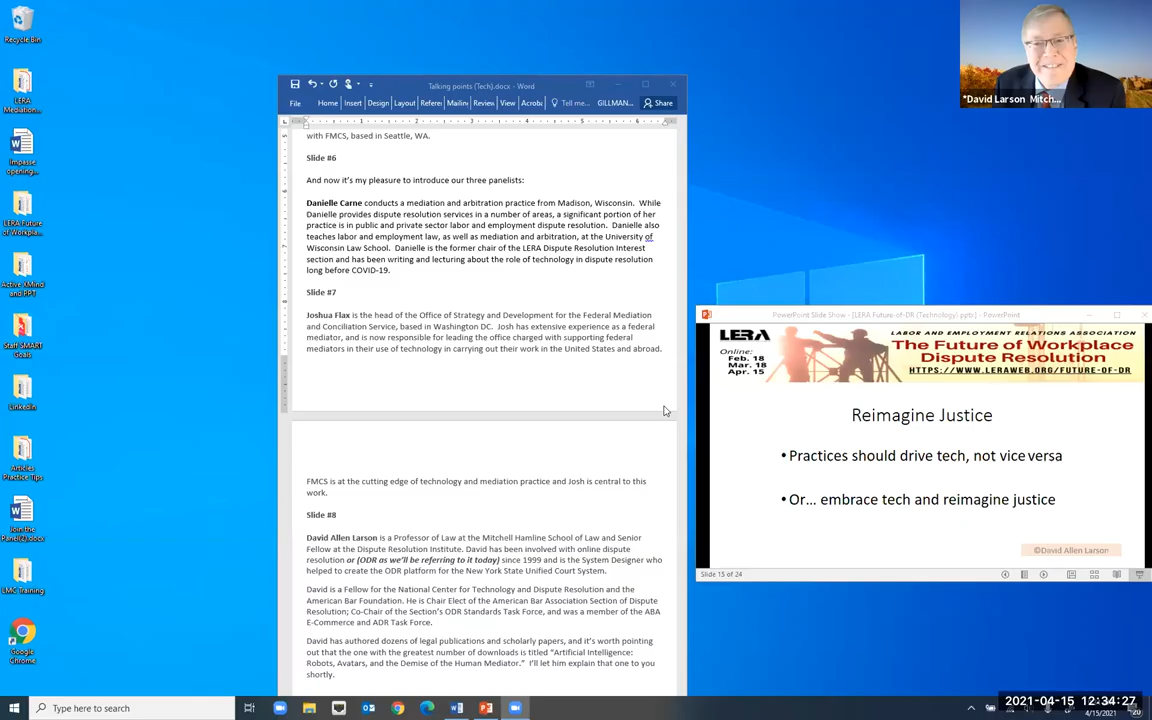 Recycle Bin
LERA
Mediation...
Impasse
opening...
LERA Future
of Workpla...
Active XMind
and PPT
Staff SMART
Goals
LinkedIn
Articles
Practice Tips
Join the
Panel(2).docx
LMC Training
Google
Chrome
Talking points (Tech).docx - Word
File Home Insert Design Layout Refere Mailin Review View Acrobi Tell me... GILLMAN... Share
with FMCS, based in Seattle, WA.
Slide #6
And now it's my pleasure to introduce our three panelists:
Danielle Carne conducts a mediation and arbitration practice from Madison, Wisconsin. While
Danielle provides dispute resolution services in a number of areas, a significant portion of her
practice is in public and private sector labor and employment dispute resolution. Danielle also
teaches labor and employment law, as well as mediation and arbitration, at the University of
Wisconsin Law School. Danielle is the former chair of the LERA Dispute Resolution Interest
section and has been writing and lecturing about the role of technology in dispute resolution
long before COVID-19.
Slide #7
Joshua Flax is the head of the Office of Strategy and Development for the Federal Mediation
and Conciliation Service, based in Washington DC. Josh has extensive experience as a federal
mediator, and is now responsible for leading the office charged with supporting federal
mediators in their use of technology in carrying out their work in the United States and abroad.
FMCS is at the cutting edge of technology and mediation practice and Josh is central to this
work.
Slide #8
David Allen Larson is a Professor of Law at the Mitchell Hamline School of Law and Senior
Fellow at the Dispute Resolution Institute. David has been involved with online dispute
resolution or (ODR as we'll be referring to it today) since 1999 and is the System Designer who
helped to create the ODR platform for the New York State Unified Court System.
David is a Fellow for the National Center for Technology and Dispute Resolution and the
American Bar Foundation. He is Chair Elect of the American Bar Association Section of Dispute
Resolution; Co-Chair of the Section's ODR Standards Task Force, and was a member of the ABA
E-Commerce and ADR Task Force.
David has authored dozens of legal publications and scholarly papers, and it's worth pointing
out that the one with the greatest number of downloads is titled "Artificial Intelligence:
Robots, Avatars, and the Demise of the Human Mediator." I'll let him explain that one to you
shortly.
*David Larson Mitch...
PowerPoint Slide Show - [LERA Future-of-DR (Technology).pptx] - PowerPoint
LERA
Online:
Feb. 18
Mar. 18
Apr. 15
LABOR AND EMPLOYMENT RELATIONS ASSOCIATION
The Future of Workplace
Dispute Resolution
HTTPS://WWW.LERAWEB.ORG/FUTURE-OF-DR
Reimagine Justice
• Practices should drive tech, not vice versa
• Or... embrace tech and reimagine justice
©David Allen Larson
Slide 15 of 24
Type here to search
2021-04-15 12:34:27
4/15/2021